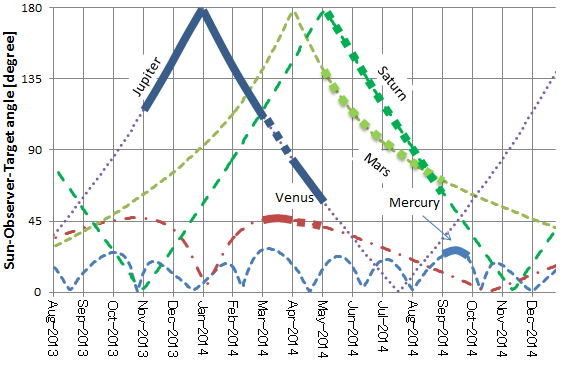 Sun-Observer-Target angle [degree]
180
135
90
45
0
Jupiter
Saturn
Mars
Venus
Mercury
Aug-2013
Sep-2013
Oct-2013
Nov-2013
Dec-2013
Jan-2014
Feb-2014
Mar-2014
Apr-2014
May-2014
Jun-2014
Jul-2014
Aug-2014
Sep-2014
Oct-2014
Nov-2014
Dec-2014